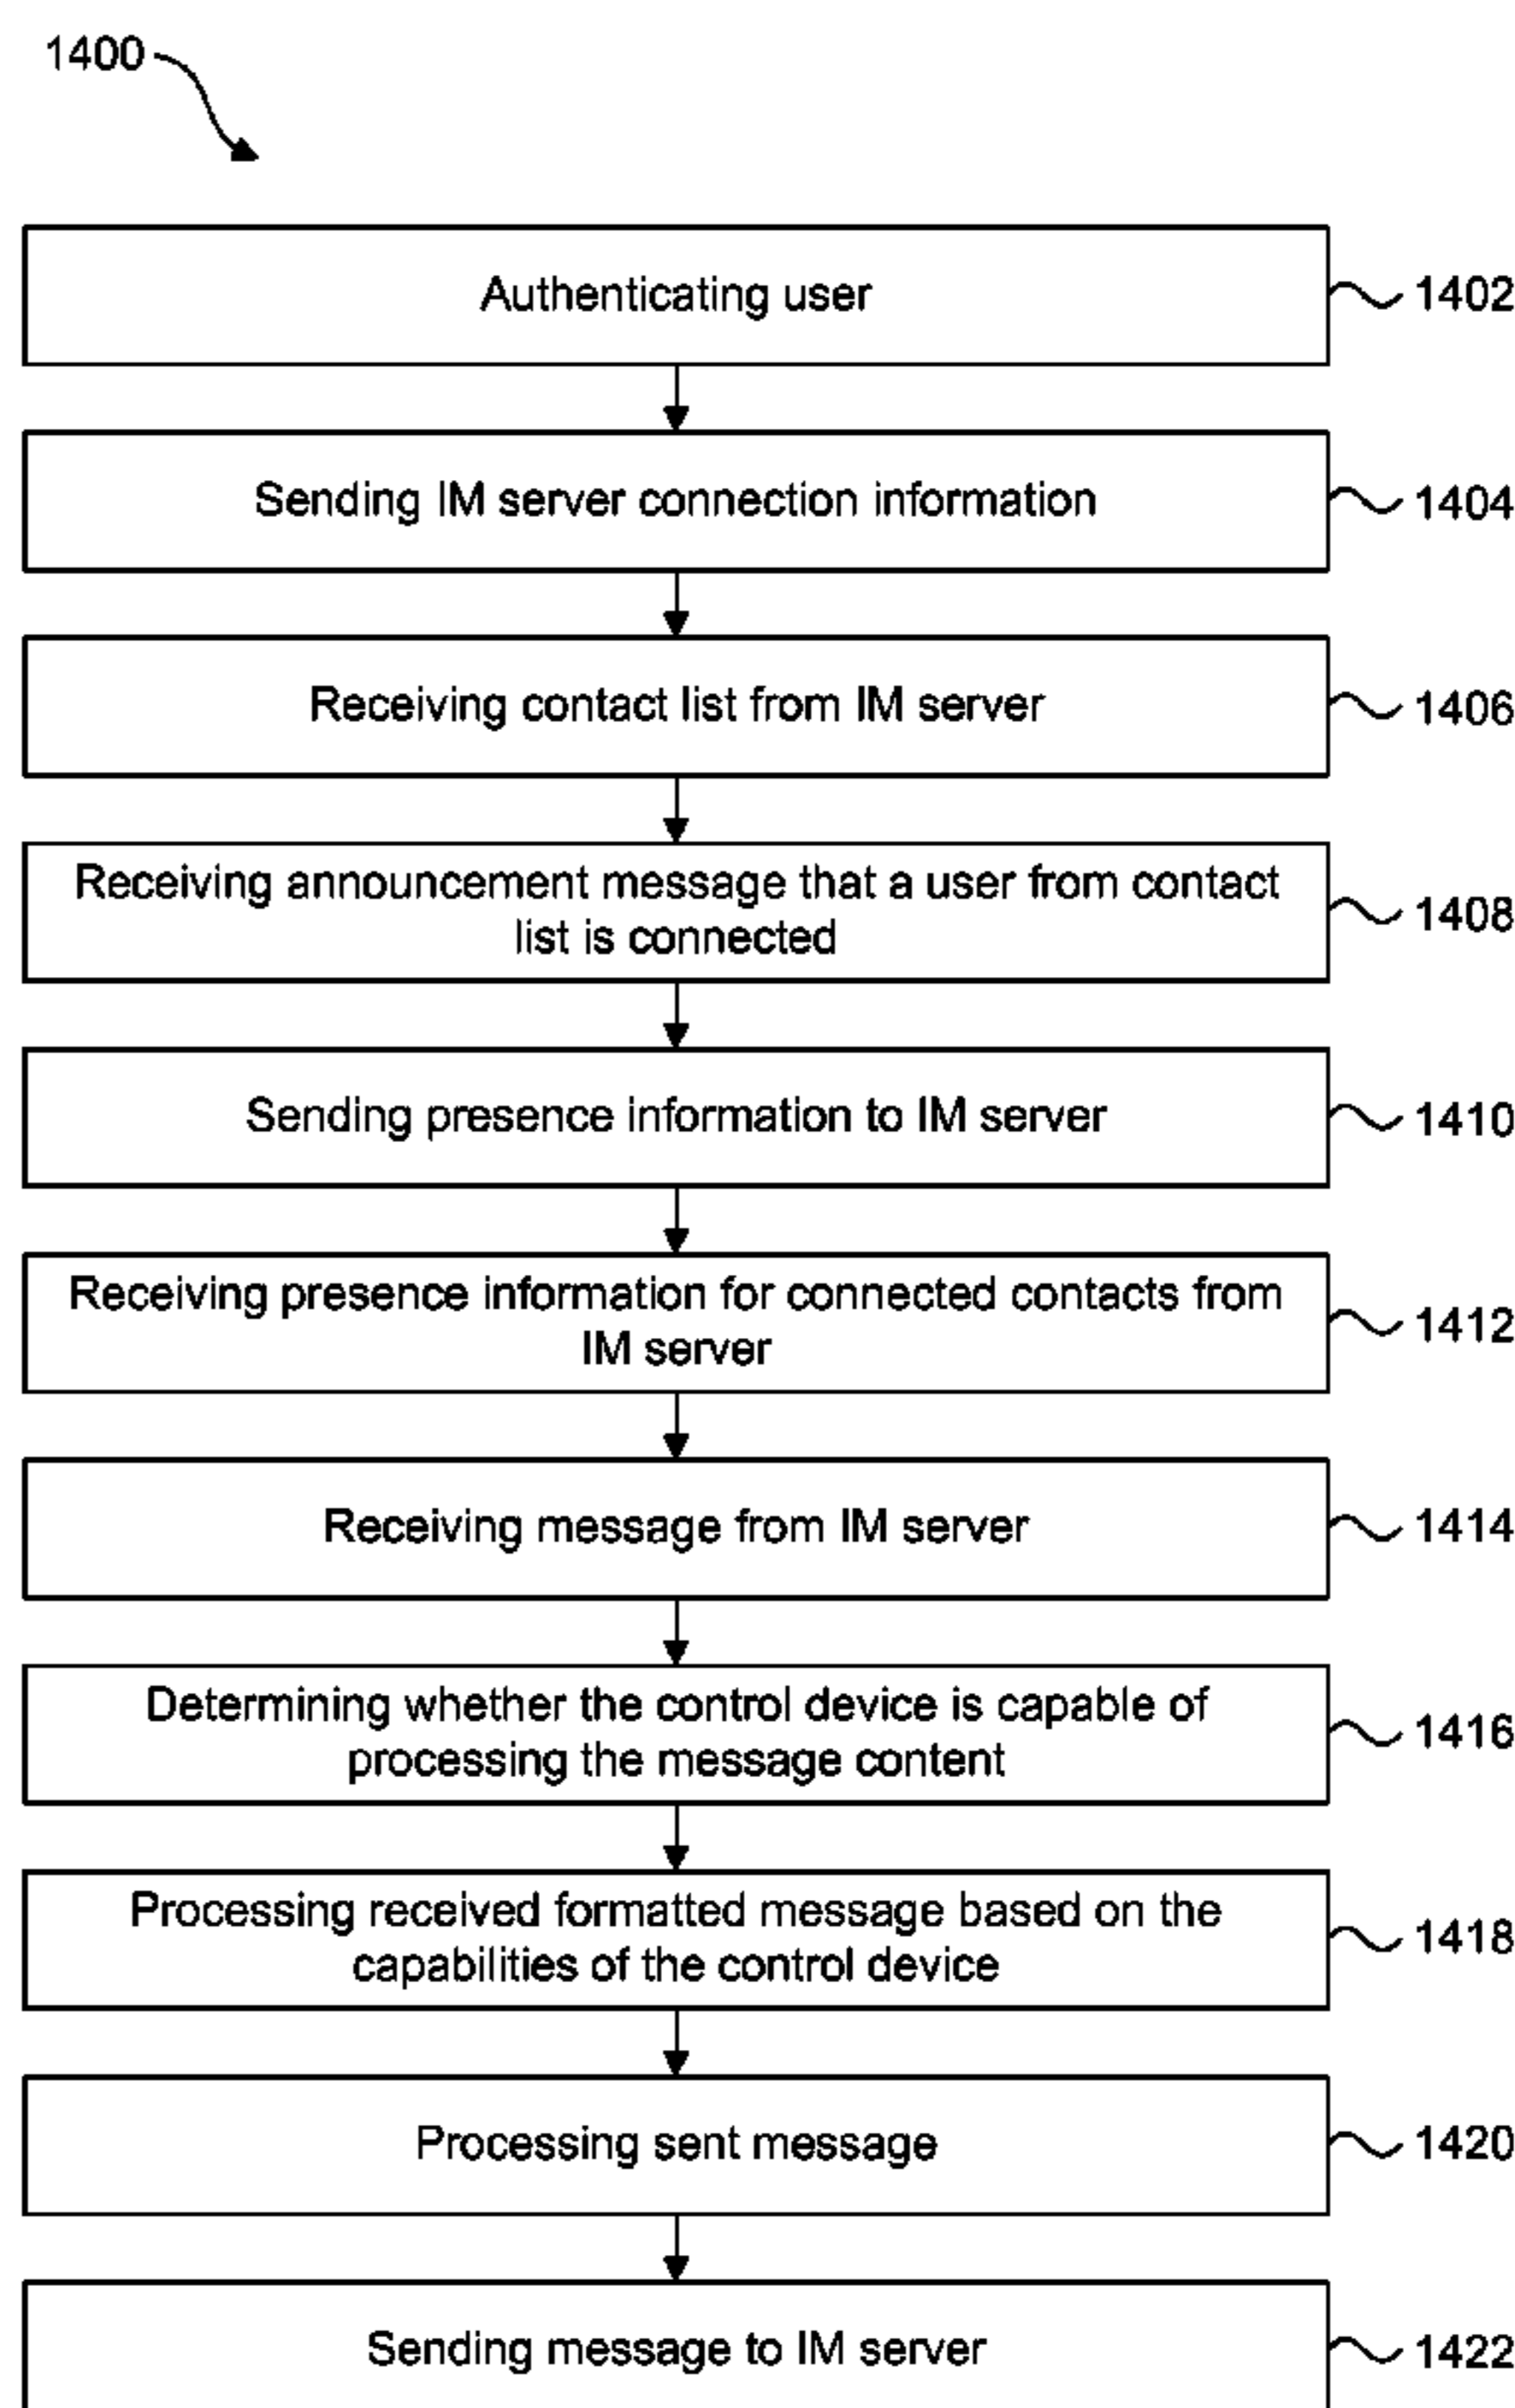 1400
Authenticating user
1402
Sending IM server connection information
1404
Receiving contact list from IM server
1406
Receiving announcement message that a user from contact
list is connected
1408
Sending presence information to IM server
1410
Receiving presence information for connected contacts from
IM server
1412
Receiving message from IM server
1414
Determining whether the control device is capable of
processing the message content
1416
Processing received formatted message based on the
capabilities of the control device
1418
Processing sent message
1420
Sending message to IM server
1422